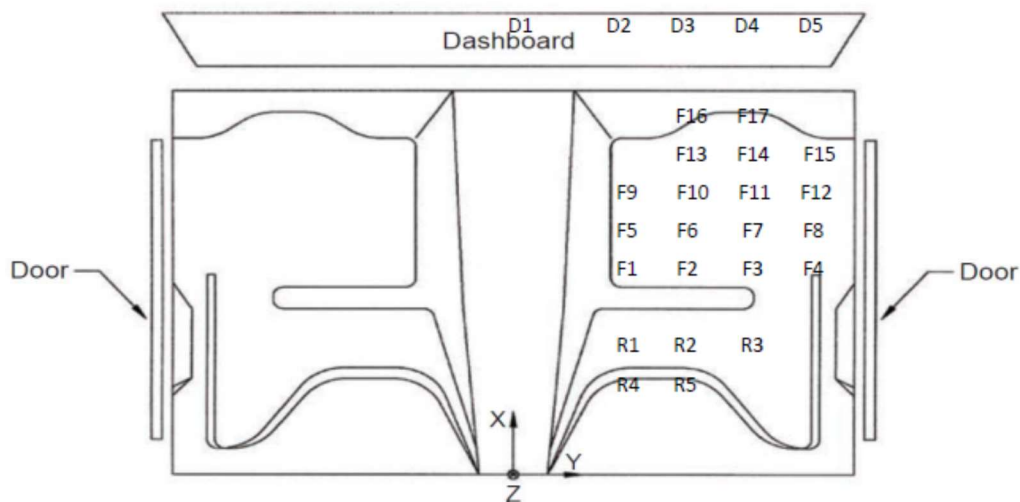 D1 D2 D3 D4 D5
Dashboard
F16 F17
F13 F14 F15
F9 F10 F11 F12
F5 F6 F7 F8
Door F1 F2 F3 F4 Door
R1 R2 R3
R4 R5
X
Y
Z